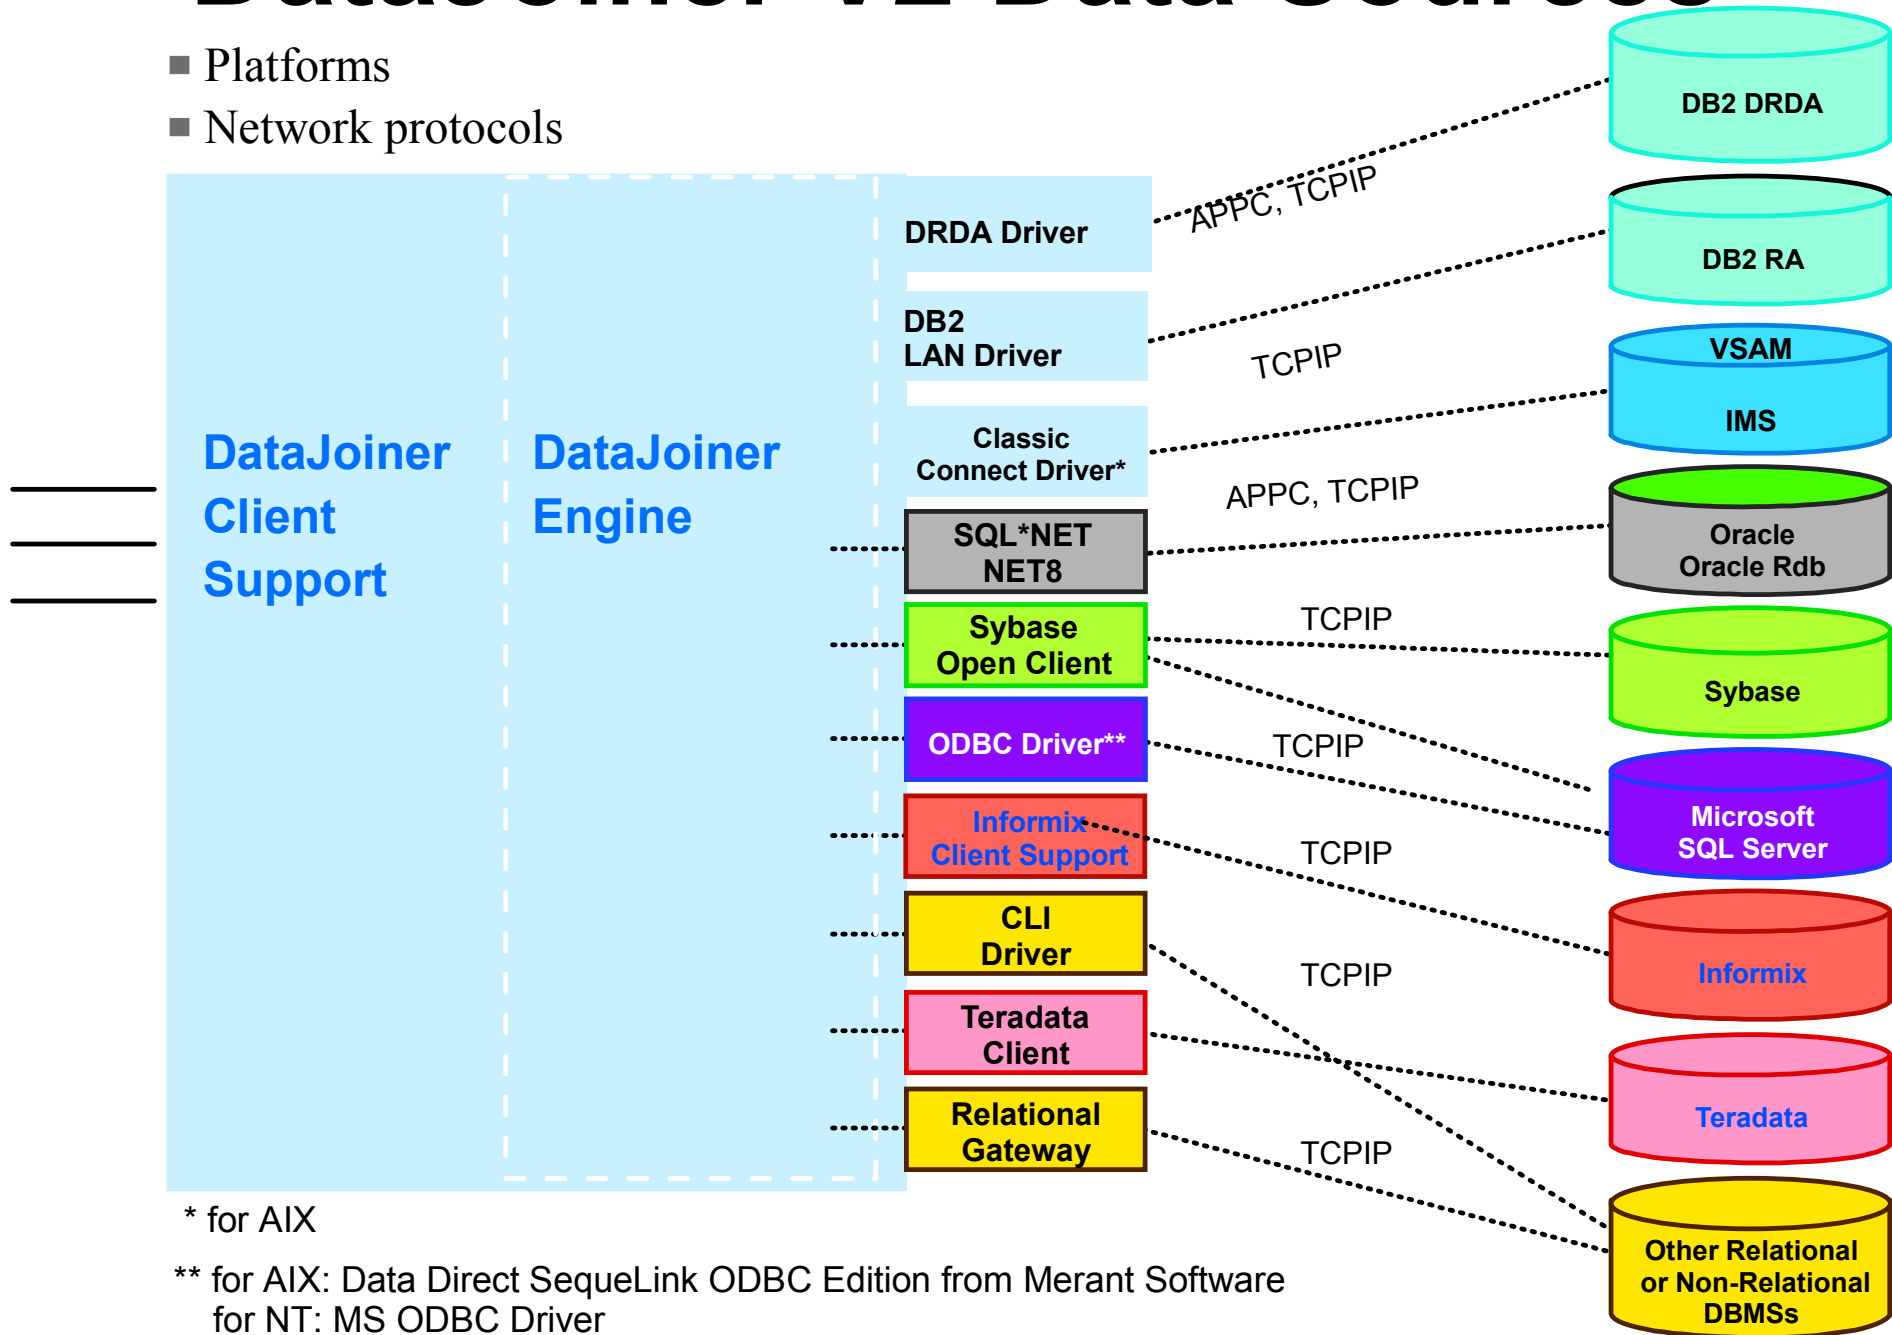 DataJoiner V2 Data Sources
Platforms
Network protocols
DataJoiner
Client
Support
DataJoiner
Engine
DRDA Driver
DB2
LAN Driver
Classic
Connect Driver*
SQL*NET
NET8
Sybase
Open Client
ODBC Driver**
Informix
Client Support
CLI
Driver
Teradata
Client
Relational
Gateway
APPC, TCPIP
TCPIP
APPC, TCPIP
TCPIP
TCPIP
TCPIP
TCPIP
TCPIP
DB2 DRDA
DB2 RA
VSAM
IMS
Oracle
Oracle Rdb
Sybase
Microsoft
SQL Server
Informix
Teradata
Other Relational
or Non-Relational
DBMSs
* for AIX
** for AIX: Data Direct SequeLink ODBC Edition from Merant Software
for NT: MS ODBC Driver